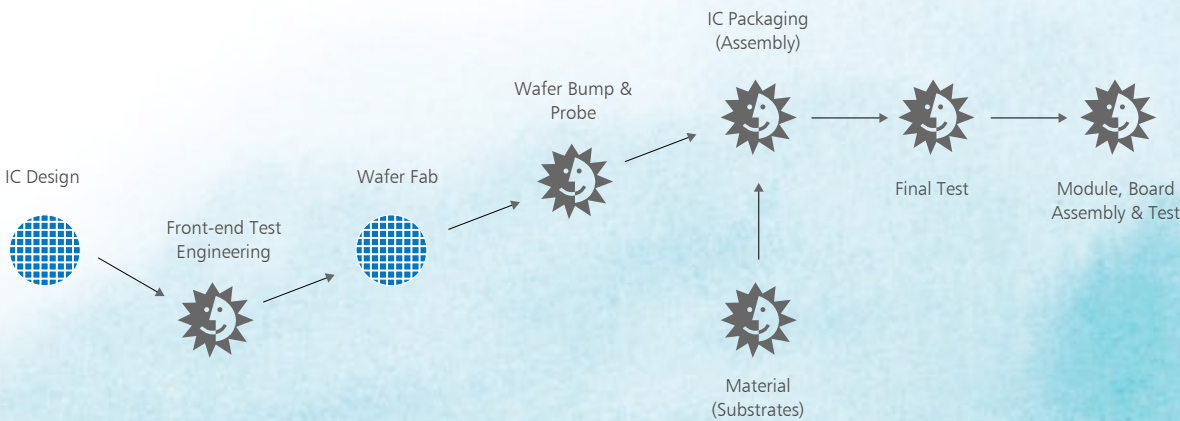 IC Packaging
(Assembly)
Wafer Bump &
Probe
IC Design
Wafer Fab
Final Test
Module, Board
Assembly & Test
Front-end Test
Engineering
Material
(Substrates)